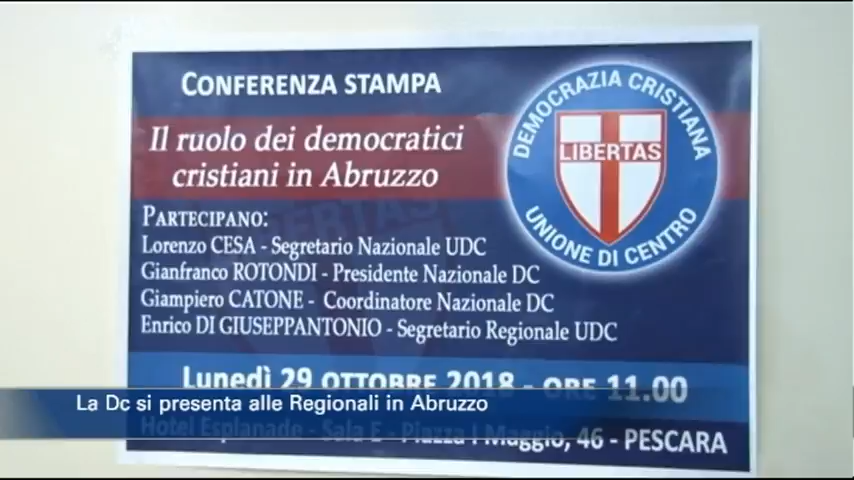 CONFERENZA STAMPA
Il ruolo dei democratici
cristiani in Abruzzo
DEMOCRAZIA CRISTIANA
LIBERTAS
UNIONE DI CENTRO
PARTECIPANO:
Lorenzo CESA - Segretario Nazionale UDC
Gianfranco ROTONDI - Presidente Nazionale DC
Giampiero CATONE - Coordinatore Nazionale DC
Enrico DI GIUSEPPANTONIO - Segretario Regionale UDC
Lunedì 29 OTTOBRE 2018 - ORE 11.00
La Dc si presenta alle Regionali in Abruzzo
Hotel Esplanade - Sala E - Piazza I Maggio, 46 - PESCARA